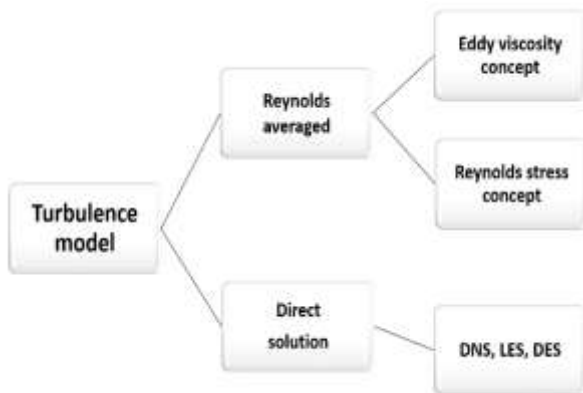 Turbulence
model
Reynolds
averaged
Eddy viscosity
concept
Reynolds stress
concept
Direct
solution
DNS, LES, DES